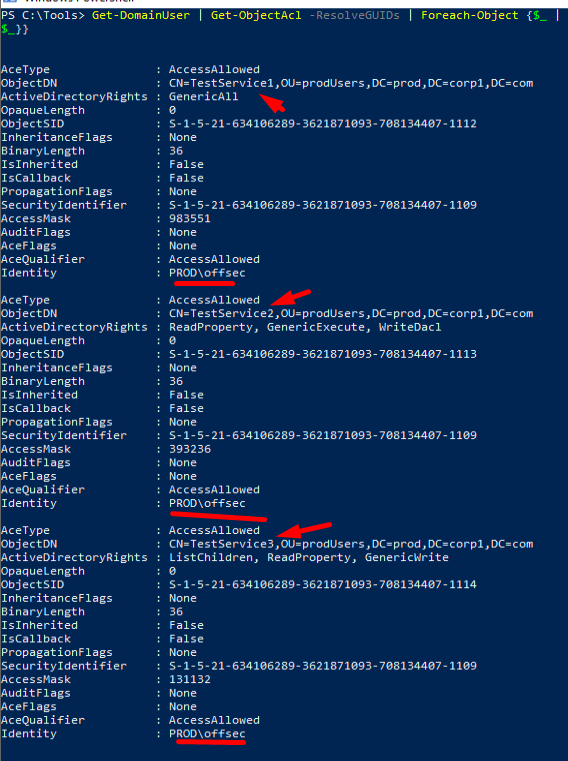 PS C:\Tools> Get-DomainUser | Get-ObjectAcl -ResolveGUIDs | Foreach-Object {$_ |
$_}}
AceType : AccessAllowed
ObjectDN : CN=TestService1,OU=prodUsers,DC=prod,DC=corp1,DC=com
ActiveDirectoryRights : GenericAll
OpaqueLength : 0
ObjectSID : S-1-5-21-634106289-3621871093-708134407-1112
InheritanceFlags : None
BinaryLength : 36
IsInherited : False
IsCallback : False
PropagationFlags : None
SecurityIdentifier : S-1-5-21-634106289-3621871093-708134407-1109
AccessMask : 983551
AuditFlags : None
AceFlags : None
AceQualifier : AccessAllowed
Identity : PROD\offsec
AceType : AccessAllowed
ObjectDN : CN=TestService2,OU=prodUsers,DC=prod,DC=corp1,DC=com
ActiveDirectoryRights : ReadProperty, GenericExecute, WriteDacl
OpaqueLength : 0
ObjectSID : S-1-5-21-634106289-3621871093-708134407-1113
InheritanceFlags : None
BinaryLength : 36
IsInherited : False
IsCallback : False
PropagationFlags : None
SecurityIdentifier : S-1-5-21-634106289-3621871093-708134407-1109
AccessMask : 393236
AuditFlags : None
AceFlags : None
AceQualifier : AccessAllowed
Identity : PROD\offsec
AceType : AccessAllowed
ObjectDN : CN=TestService3,OU=prodUsers,DC=prod,DC=corp1,DC=com
ActiveDirectoryRights : ListChildren, ReadProperty, GenericWrite
OpaqueLength : 0
ObjectSID : S-1-5-21-634106289-3621871093-708134407-1114
InheritanceFlags : None
BinaryLength : 36
IsInherited : False
IsCallback : False
PropagationFlags : None
SecurityIdentifier : S-1-5-21-634106289-3621871093-708134407-1109
AccessMask : 131132
AuditFlags : None
AceFlags : None
AceQualifier : AccessAllowed
Identity : PROD\offsec